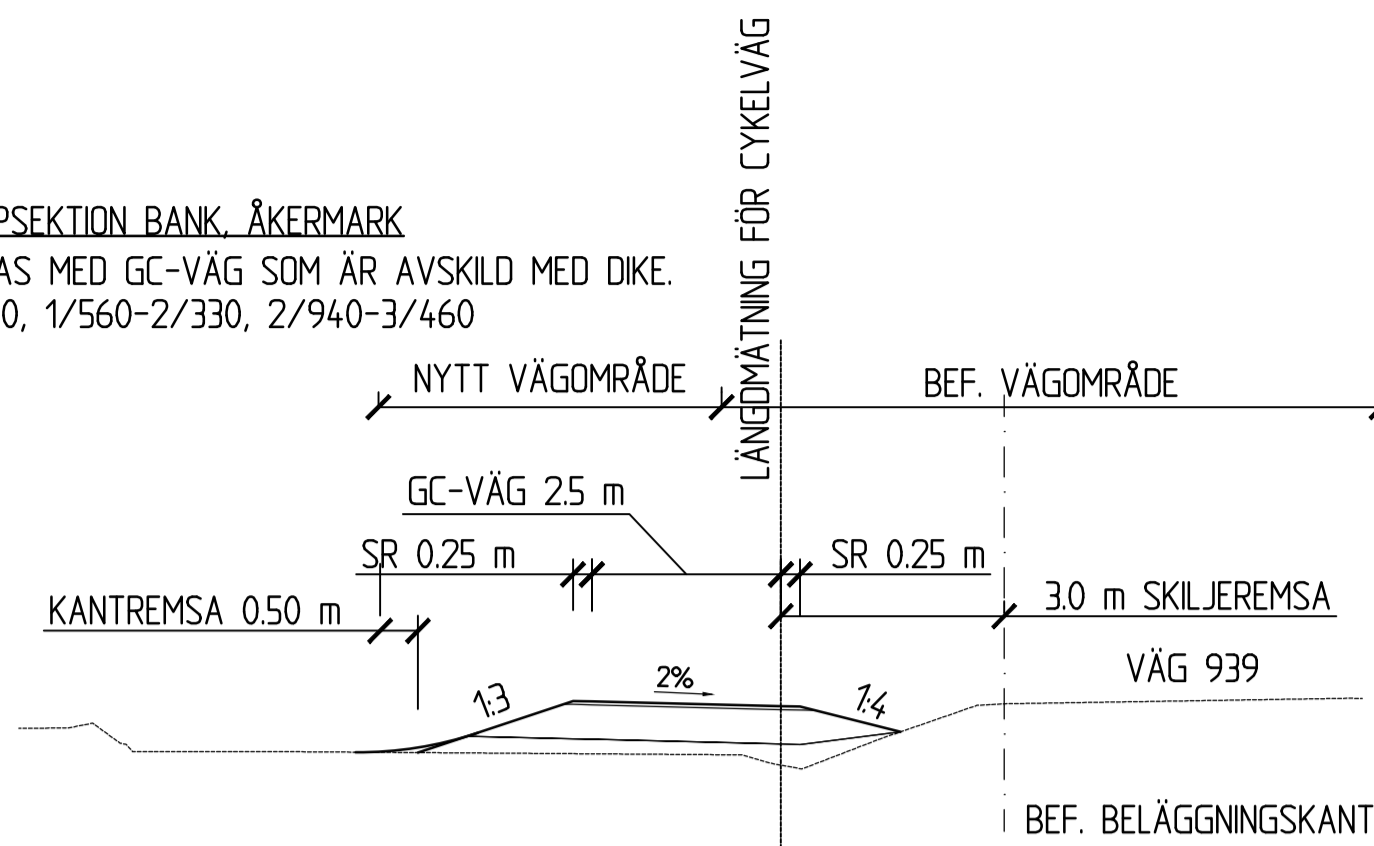 LÄNGDMÄTNING FÖR CYKELVÄG
PSEKTION BANK, ÅKERMARK
AS MED GC-VÄG SOM ÄR AVSKILD MED DIKE.
0, 1/560-2/330, 2/940-3/460
NYTT VÄGOMRÅDE
BEF. VÄGOMRÅDE
GC-VÄG 2.5 m
SR 0.25 m
SR 0.25 m
KANTREMSA 0.50 m
3.0 m SKILJEREMSA
VÄG 939
1:3
2%
1:4
BEF. BELÄGGNINGSKANT